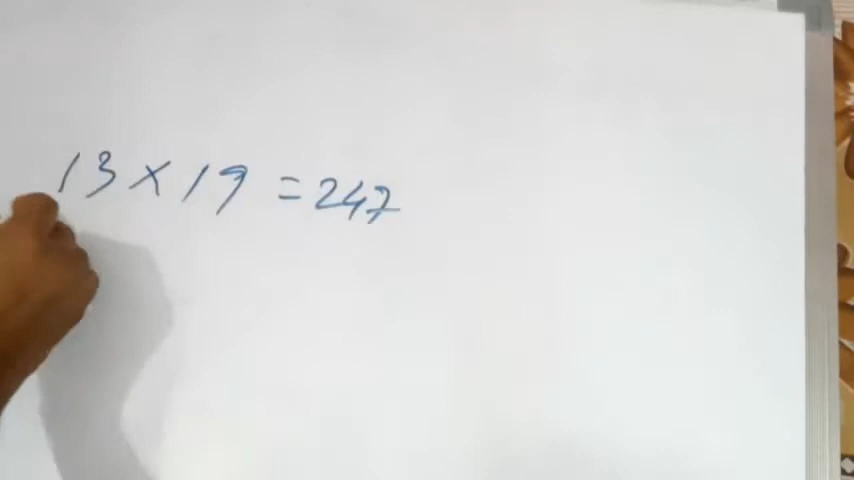 13 × 19 = 247